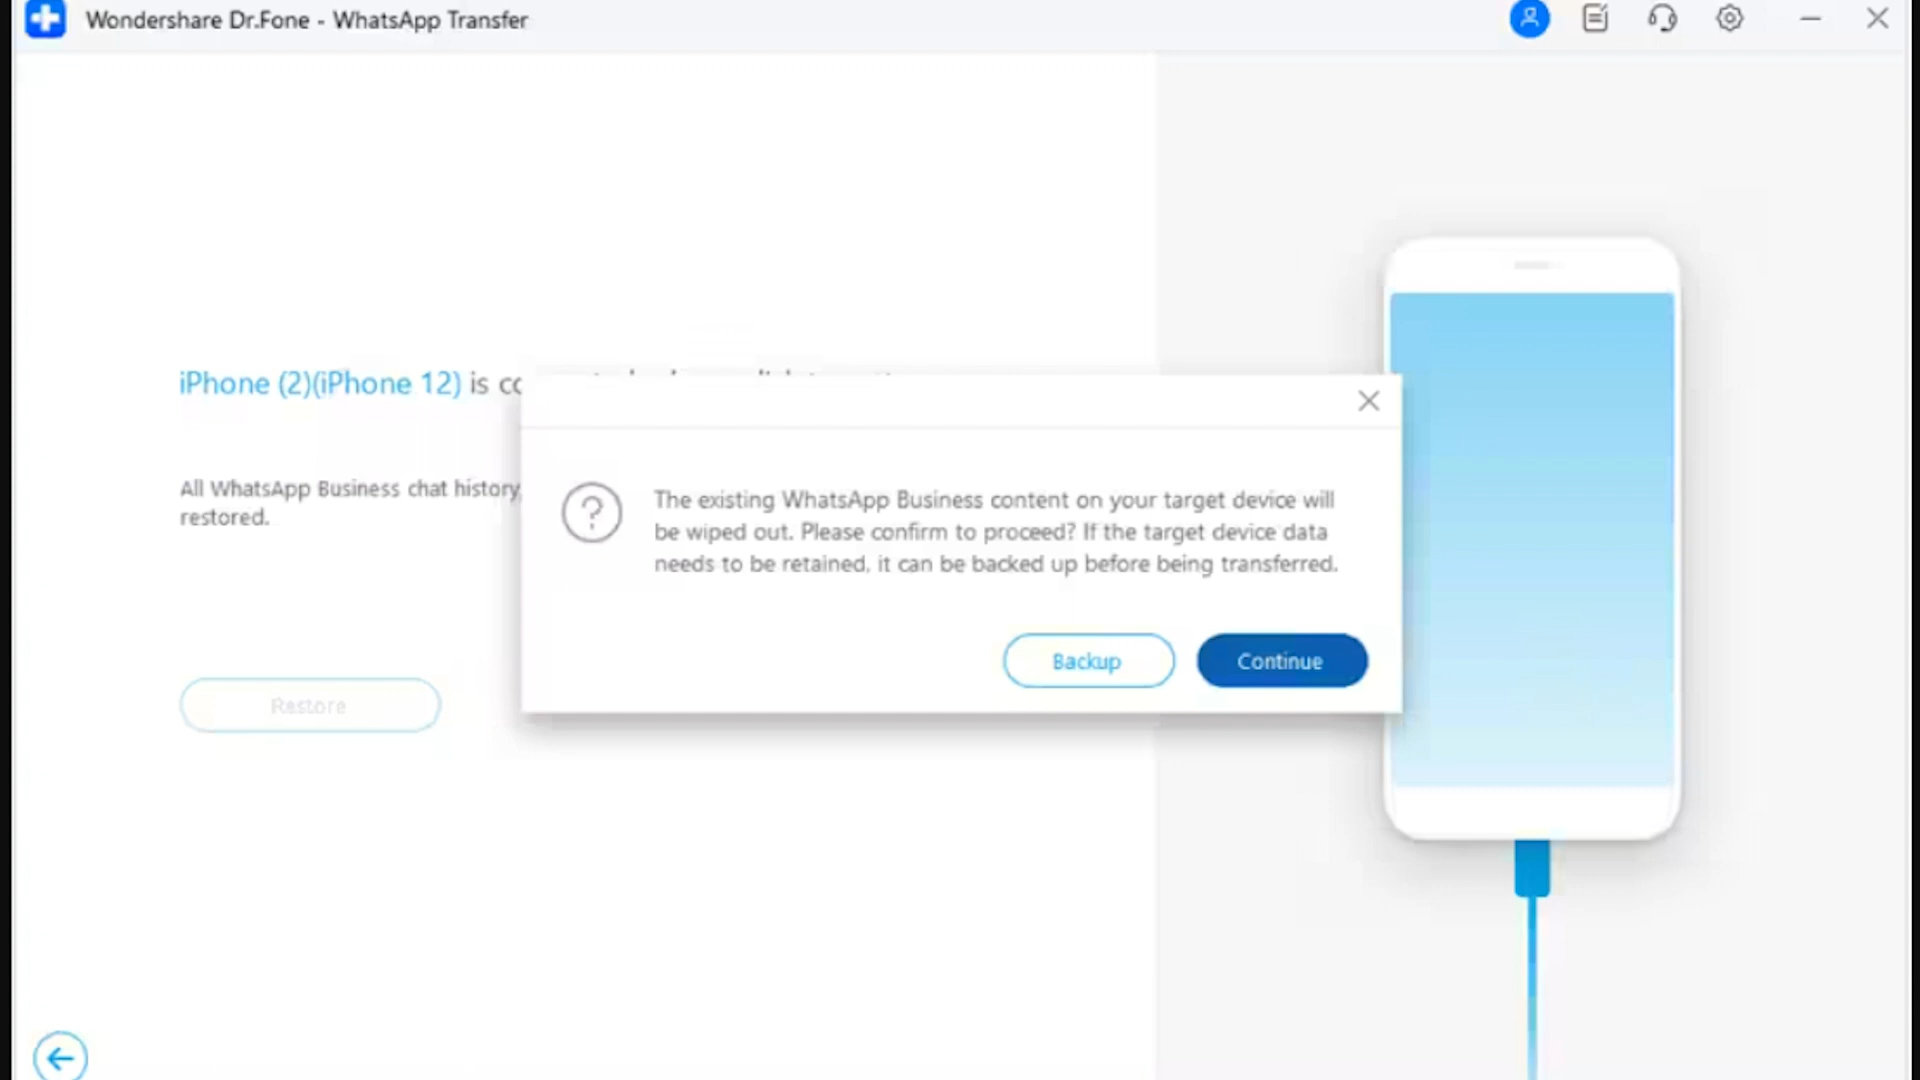 Wondershare Dr.Fone - WhatsApp Transfer
iPhone (2)(iPhone 12) is
All WhatsApp Business chat history
restored.
The existing WhatsApp Business content on your target device will
be wiped out. Please confirm to proceed? If the target device data
needs to be retained, it can be backed up before being transferred.
Backup
Continue
Restore